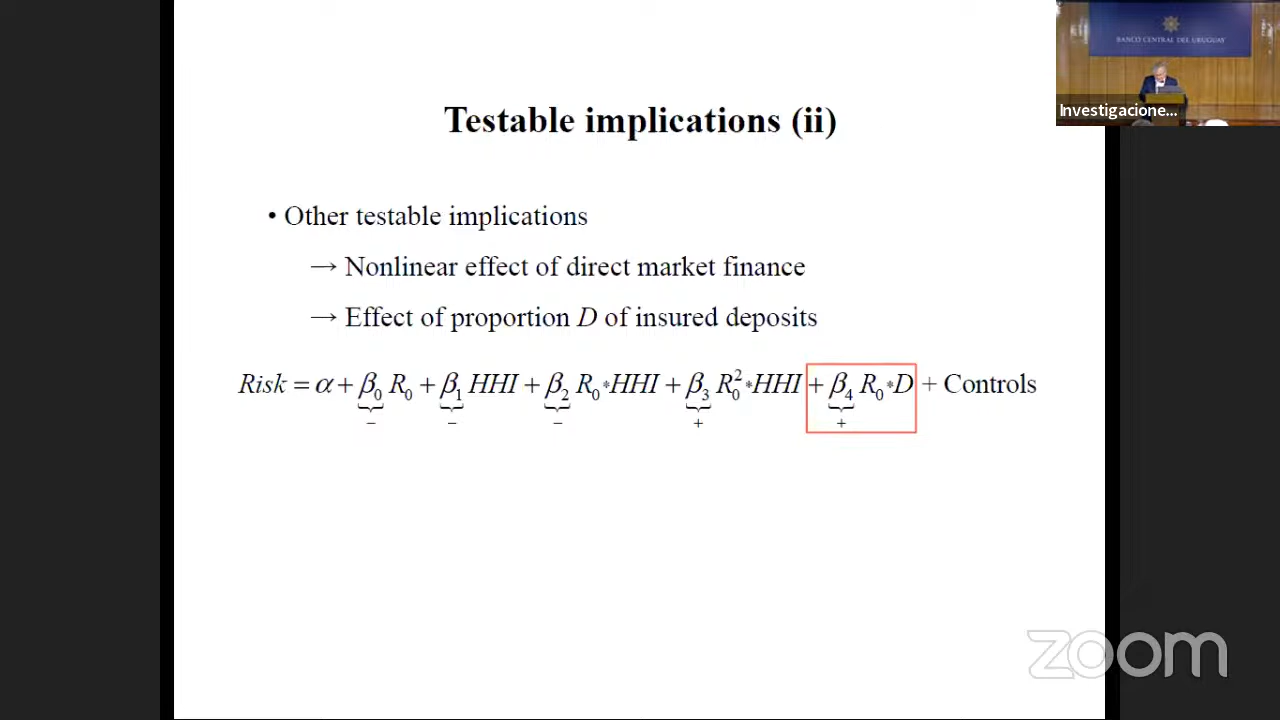 BANCO CENTRAL DEL URUGUAY
Investigacione...
Testable implications (ii)
• Other testable implications
→ Nonlinear effect of direct market finance
→ Effect of proportion D of insured deposits
Risk = α + β₀ R₀ + β₁ HHI + β₂ R₀*HHI + β₃ R₀²*HHI + β₄ R₀*D + Controls
− − − + +
zoom